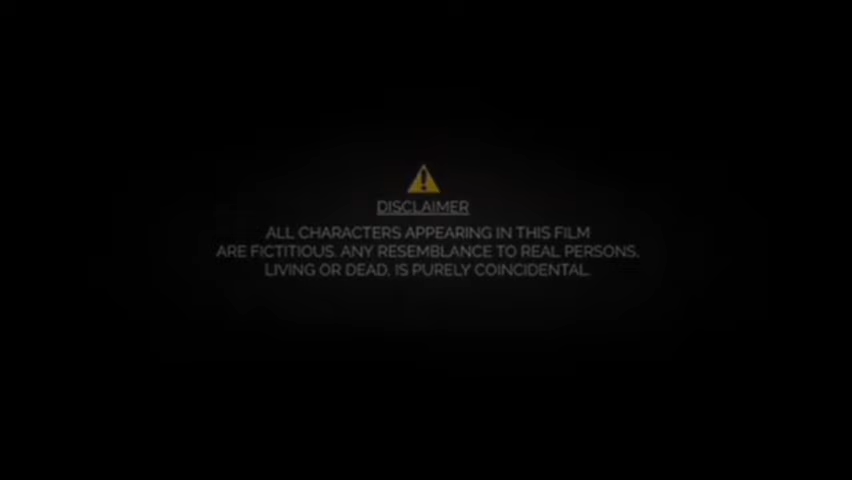 DISCLAIMER
ALL CHARACTERS APPEARING IN THIS FILM
ARE FICTITIOUS. ANY RESEMBLANCE TO REAL PERSONS,
LIVING OR DEAD, IS PURELY COINCIDENTAL.